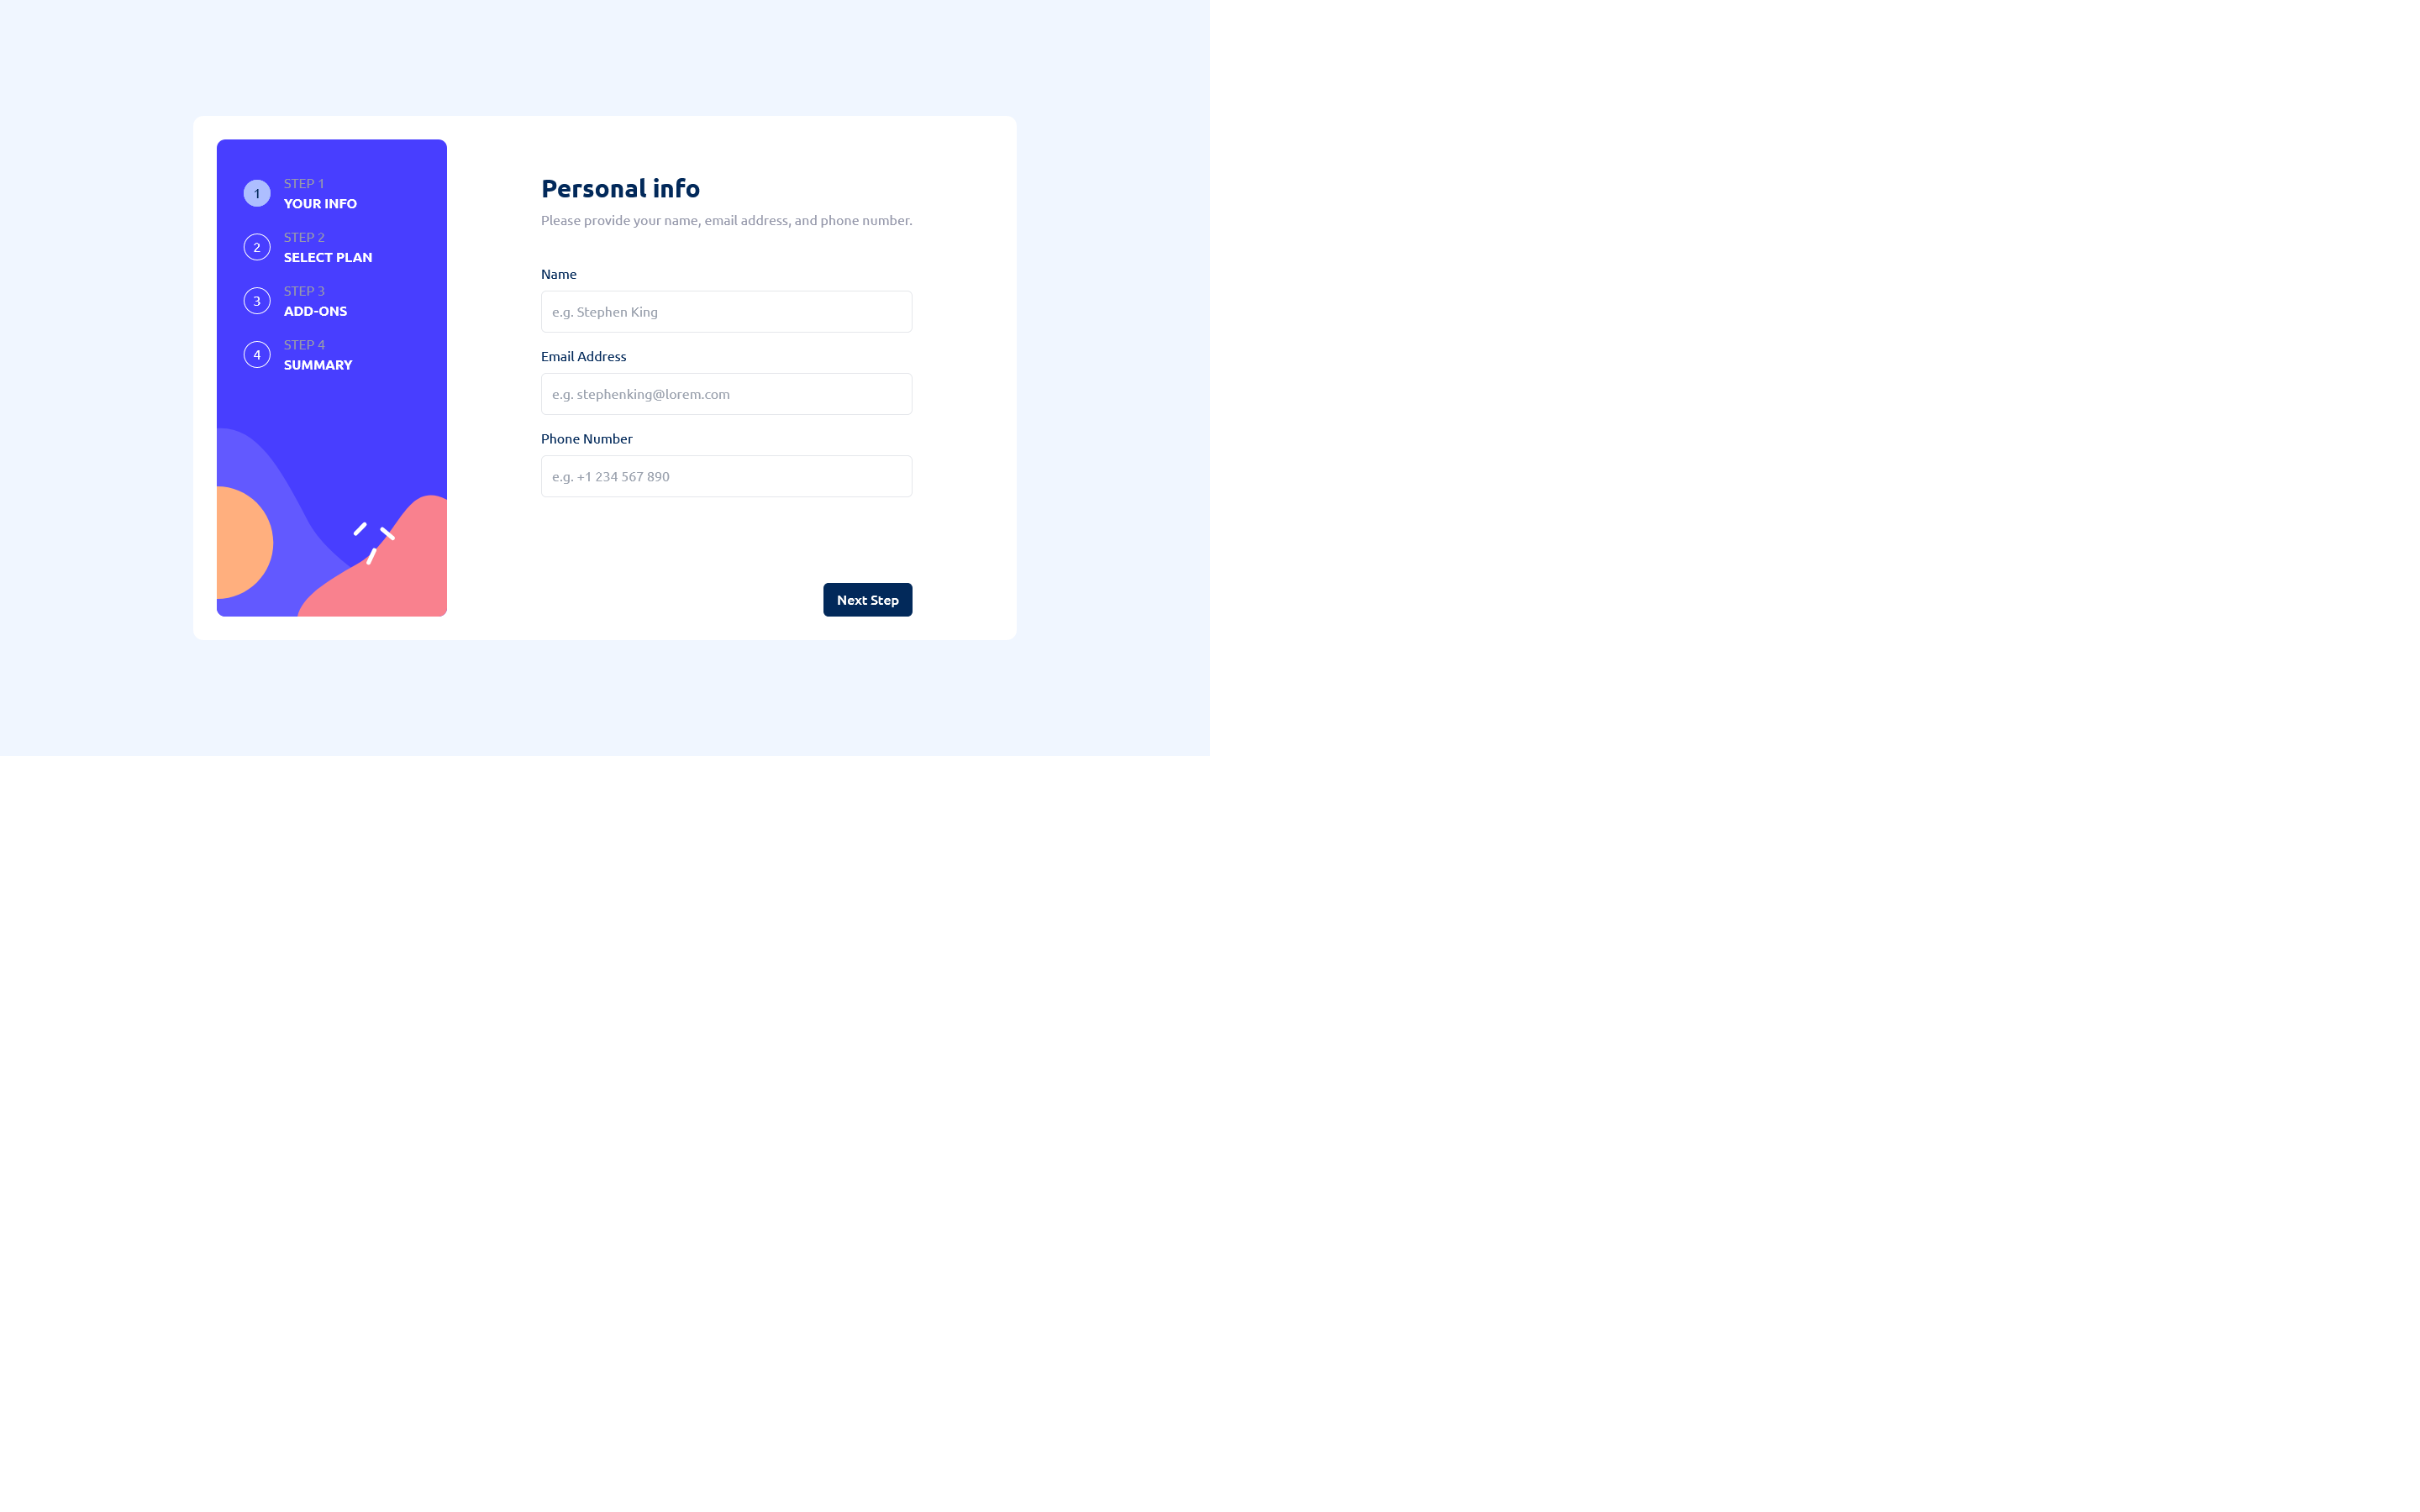 1
STEP 1
YOUR INFO
2
STEP 2
SELECT PLAN
3
STEP 3
ADD-ONS
4
STEP 4
SUMMARY
Personal info
Please provide your name, email address, and phone number.
Name
e.g. Stephen King
Email Address
e.g. stephenking@lorem.com
Phone Number
e.g. +1 234 567 890
Next Step